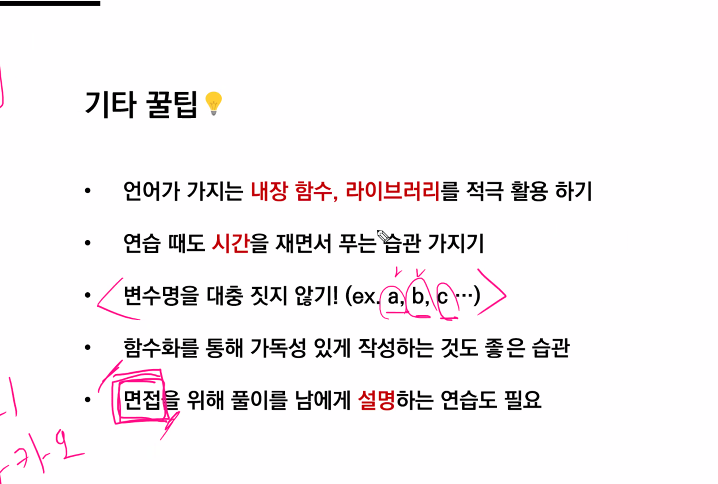 기타 꿀팁💡
• 언어가 가지는 내장 함수, 라이브러리를 적극 활용 하기
• 연습 때도 시간을 재면서 푸는 습관 가지기
• 변수명을 대충 짓지 않기! (ex. a, b, c …)
• 함수화를 통해 가독성 있게 작성하는 것도 좋은 습관
• 면접을 위해 풀이를 남에게 설명하는 연습도 필요
카오